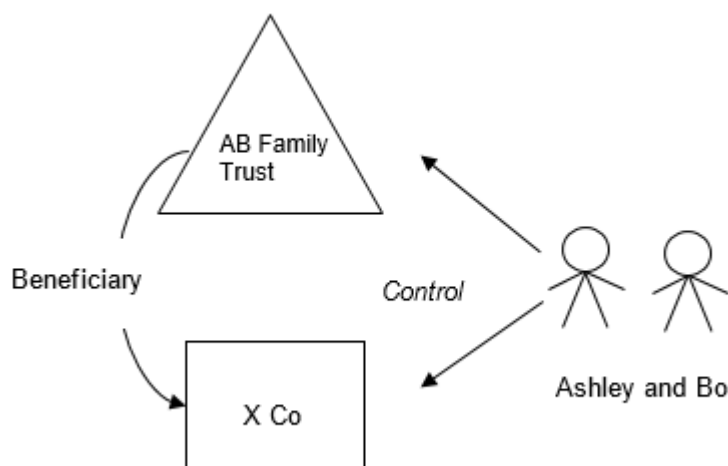 AB Family
Trust
Beneficiary
Control
X Co
Ashley and Bo